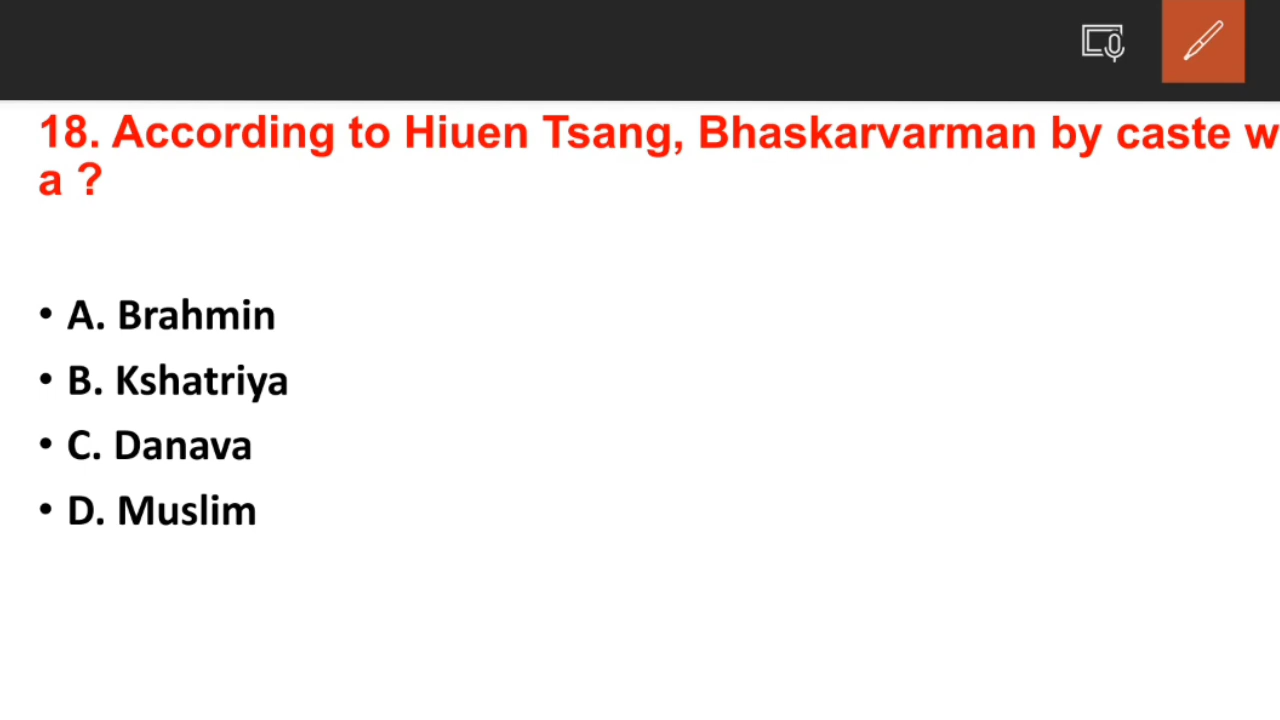 18. According to Hiuen Tsang, Bhaskarvarman by caste w
a ?
• A. Brahmin
• B. Kshatriya
• C. Danava
• D. Muslim